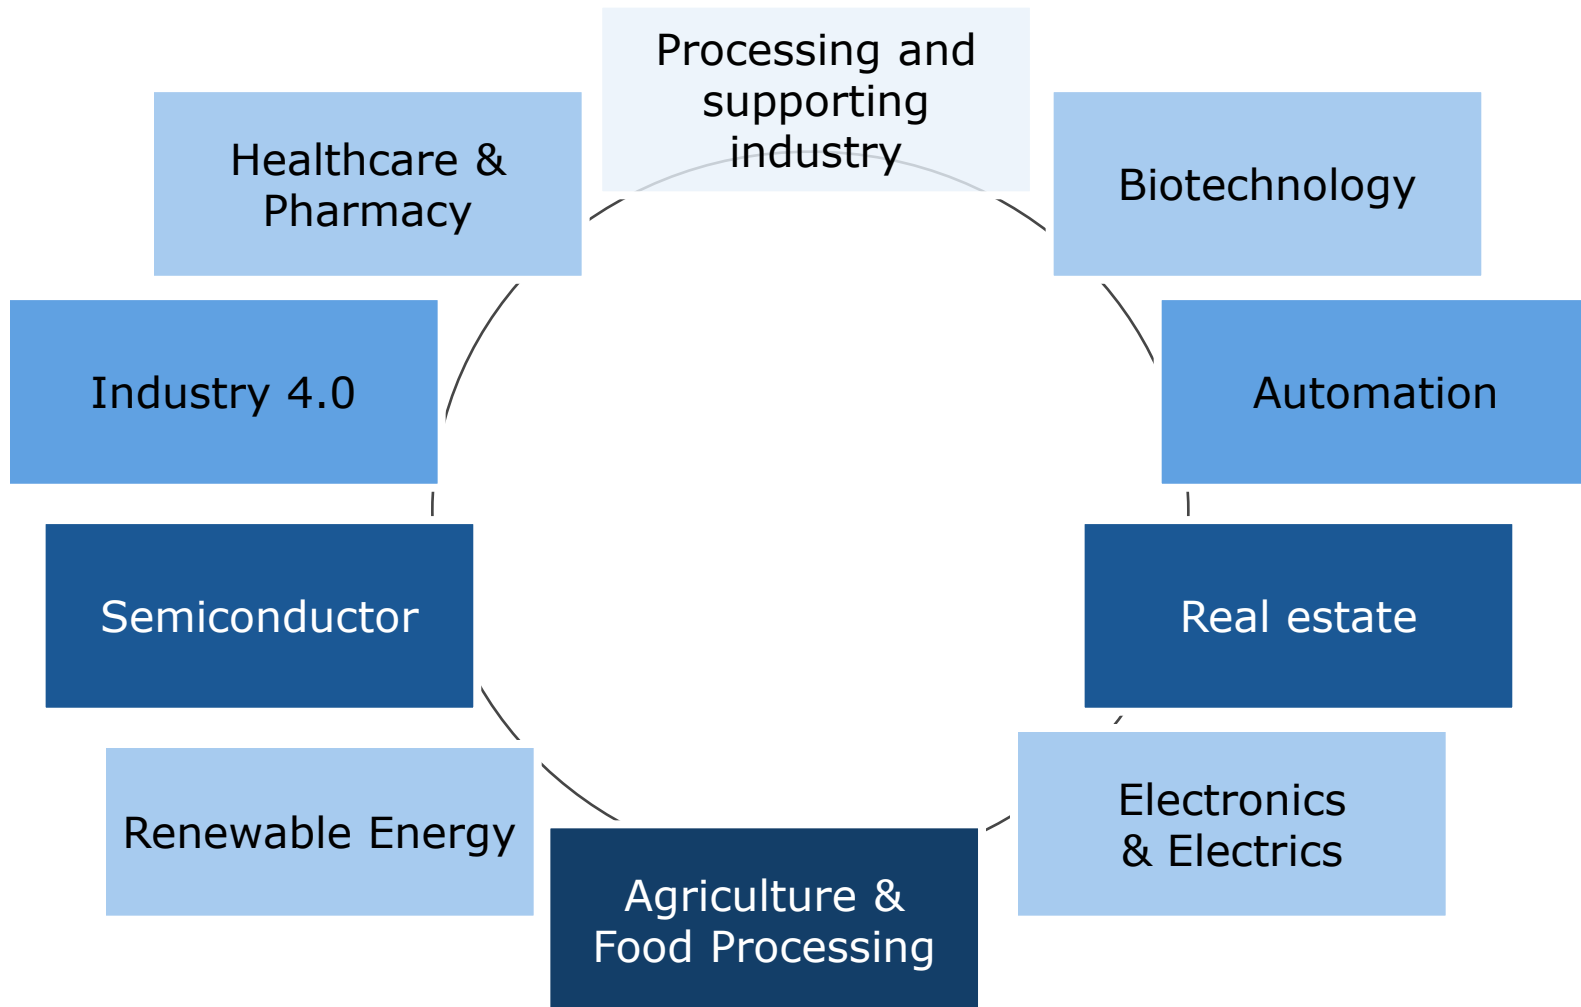 Processing and
supporting
industry
Healthcare &
Pharmacy
Biotechnology
Industry 4.0
Automation
Semiconductor
Real estate
Renewable Energy
Electronics
& Electrics
Agriculture &
Food Processing